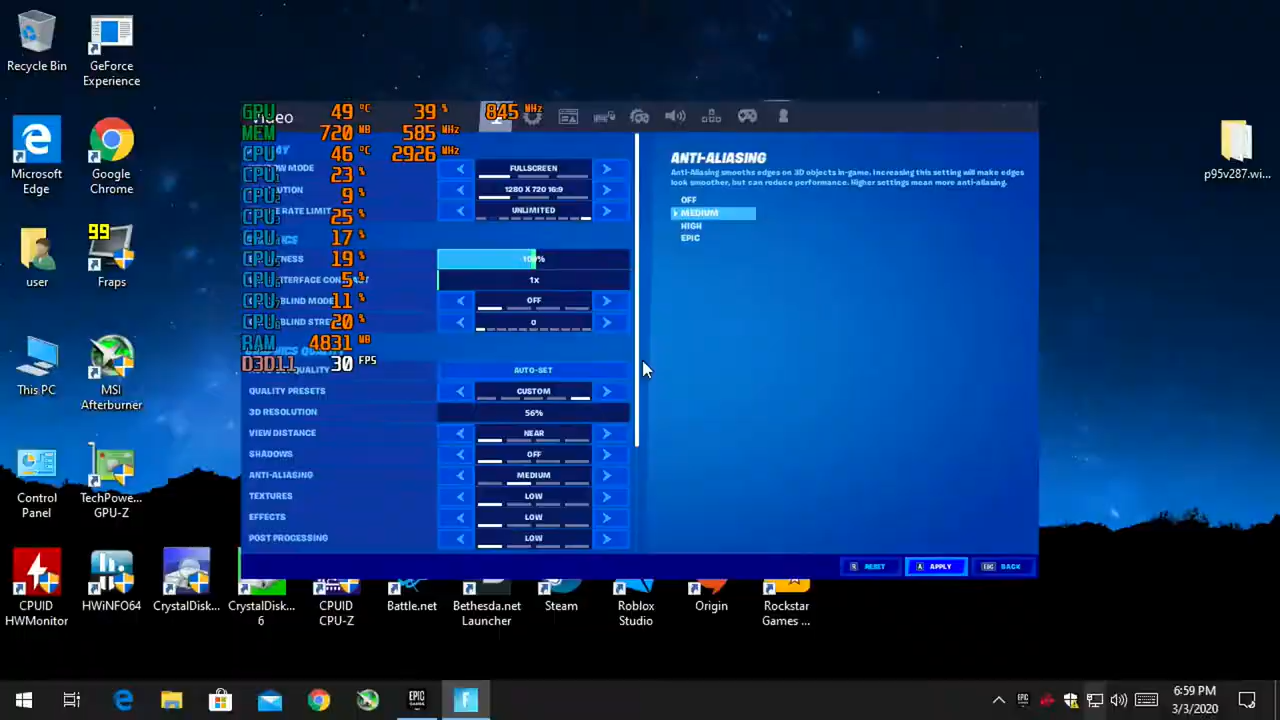 Recycle Bin
GeForce
Experience
Microsoft
Edge
Google
Chrome
user
99
Fraps
This PC
MSI
Afterburner
Control
Panel
TechPowe...
GPU-Z
CPUID
HWMonitor
HWiNFO64
CrystalDisk...
CrystalDisk...
6
CPUID
CPU-Z
Battle.net
Bethesda.net
Launcher
Steam
Roblox
Studio
Origin
Rockstar
Games ...
p95v287.wi...
GPU 49 °C 39 % 845 MHz
MEM 720 MB 585 MHz
CPU 46 °C 2926 MHz
CPU 23 %
CPU 9 %
CPU 25 %
CPU 17 %
CPU 19 %
CPU 5 %
CPU 11 %
CPU 20 %
RAM 4831 MB
D3D11 30 FPS
FULLSCREEN
1280 X 720 16:9
RATE LIMIT UNLIMITED
100%
1x
BLIND MODE OFF
0
AUTO-SET
QUALITY PRESETS CUSTOM
3D RESOLUTION 56%
VIEW DISTANCE NEAR
SHADOWS OFF
ANTI-ALIASING MEDIUM
TEXTURES LOW
EFFECTS LOW
POST PROCESSING LOW
ANTI-ALIASING
Anti-Aliasing smooths edges on 3D objects in-game. Increasing this setting will make edges
look smoother, but can reduce performance. Higher settings mean more anti-aliasing.
OFF
MEDIUM
HIGH
EPIC
RESET
A APPLY
ESC BACK
EPIC
GAMES
6:59 PM
3/3/2020